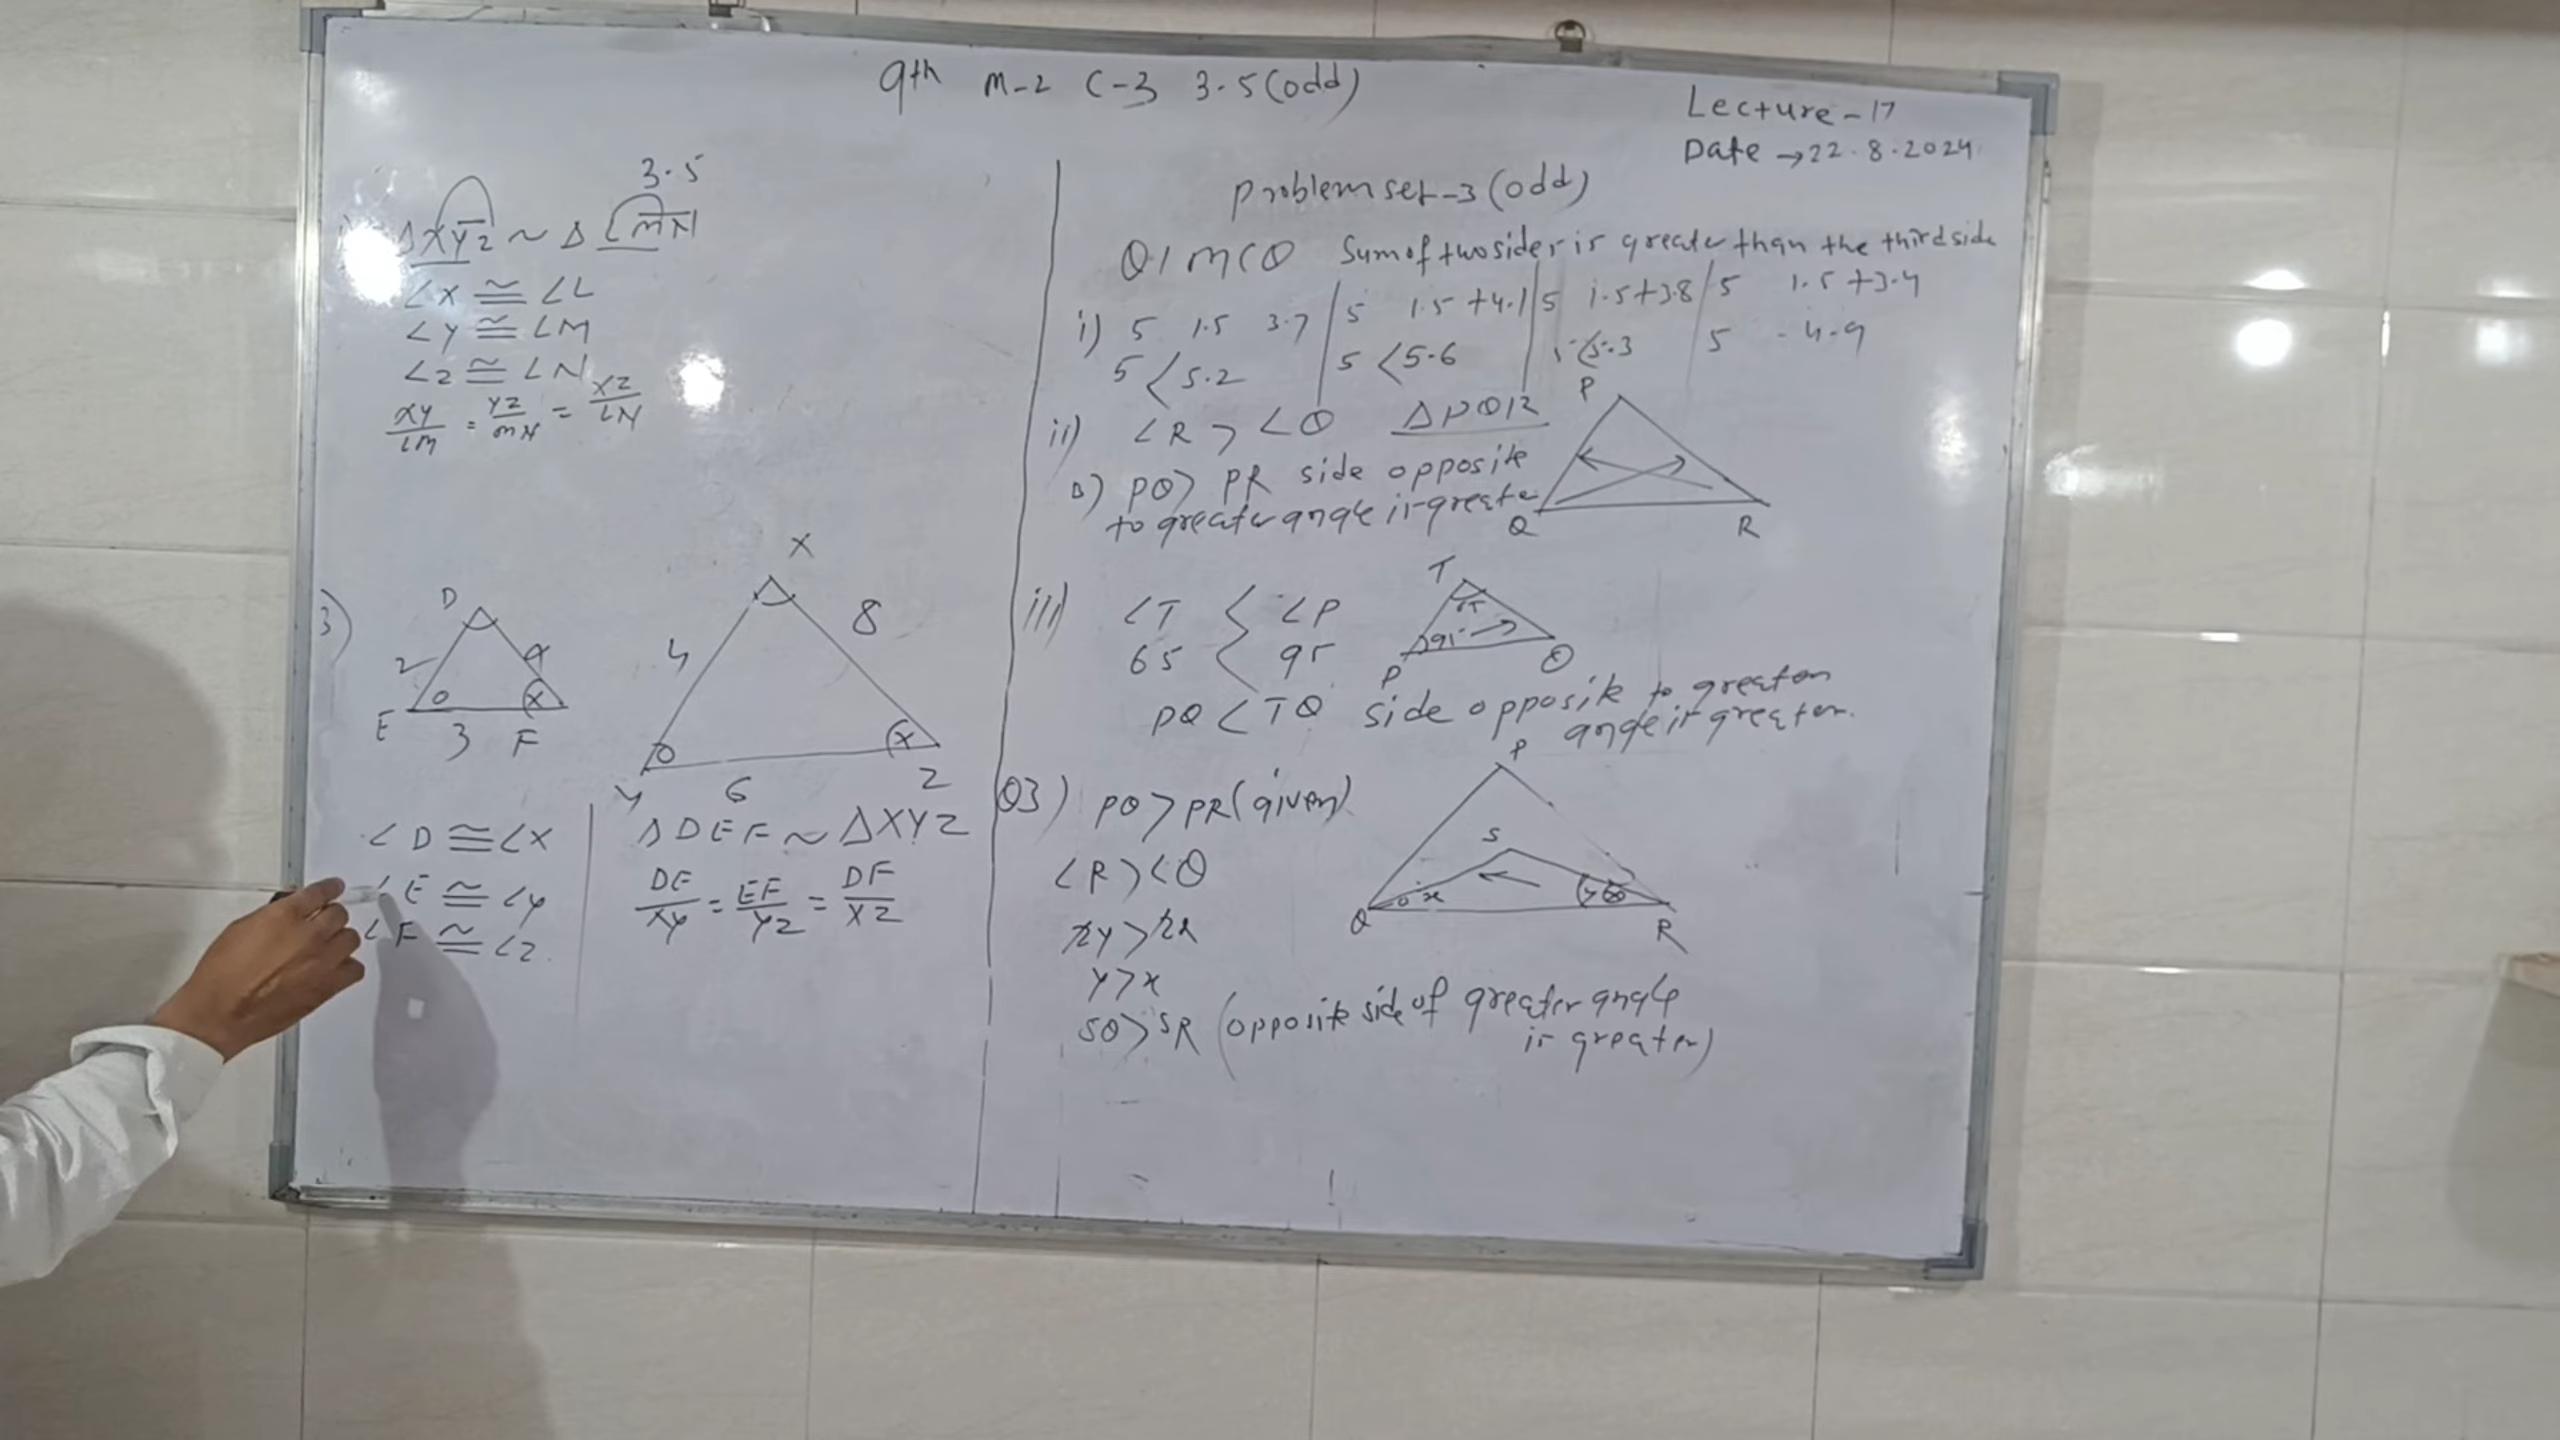 9th M-2 C-3 3.5(odd)
Lecture-17
Date →22.8.2024
3.5
ΔXYZ ~ Δ LMN
∠X ≅ ∠L
∠Y ≅ ∠M
∠Z ≅ ∠N
XY/LM = YZ/MN = XZ/LN
3)
D
2
E
3
F
X
4
8
Y
6
Z
∠D ≅ ∠X
∠E ≅ ∠Y
∠F ≅ ∠Z
ΔDEF ~ ΔXYZ
DE/XY = EF/YZ = DF/XZ
Problem set-3 (odd)
Q1 MCQ Sum of two sides is greater than the third side
i) 5 1.5 3.7 | 5 1.5 + 4.1 | 5 1.5+3.8 | 5 1.5 + 3.4
5 < 5.2 | 5 < 5.6 | 5 < 5.3 5 4.9
ii) ∠R > ∠Q ΔPQR
PQ > PR side opposite
to greater angle is greater
P
Q
R
iii) ∠T < ∠P
65 < 95
PQ < TQ side opposite to greater
angle is greater.
T
95
P
Q
Q3) PQ > PR (given)
∠R > ∠Q
y > x
SQ > SR (opposite side of greater angle
is greater)
P
S
x
Q
R